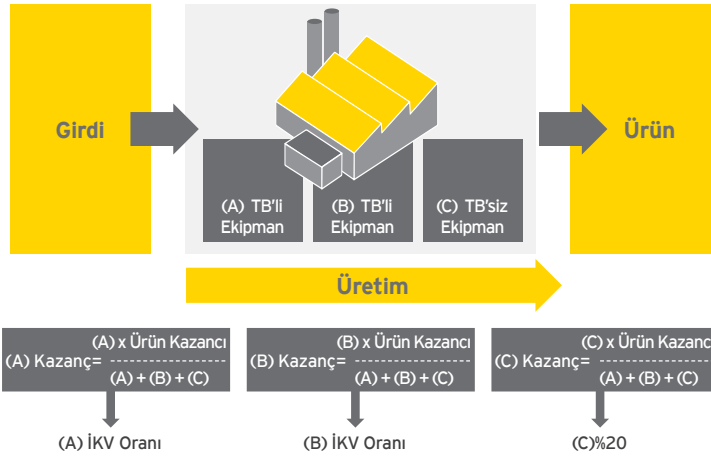 Girdi
Ürün
(A) TB'li
Ekipman
(B) TB'li
Ekipman
(C) TB'siz
Ekipman
Üretim
(A) Kazanç=
(A) x Ürün Kazancı
(A) + (B) + (C)
(B) Kazanç=
(B) x Ürün Kazancı
(A) + (B) + (C)
(C) Kazanç=
(C) x Ürün Kazanc
(A) + (B) + (C)
(A) İKV Oranı
(B) İKV Oranı
(C)%20